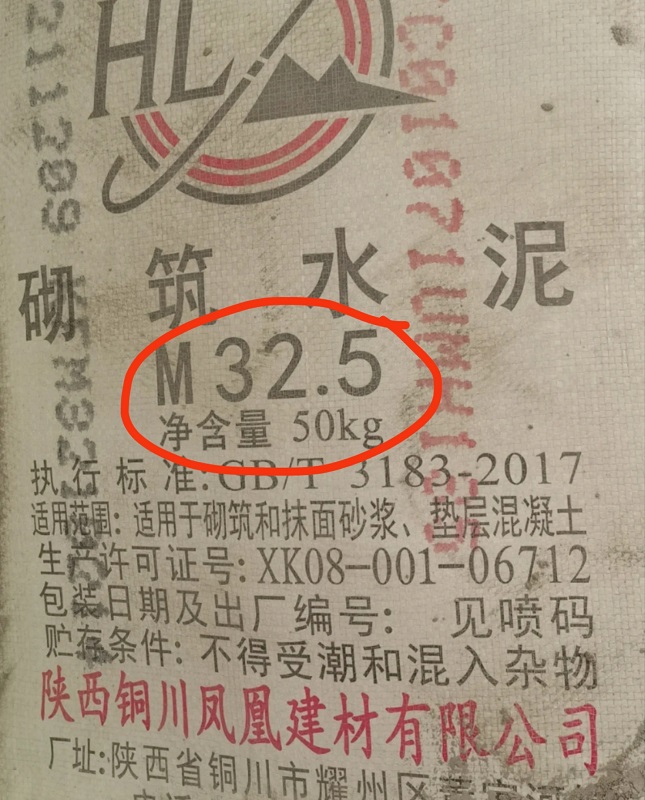 HL
砌筑水泥
M32.5
净含量 50kg
执行标准:GB/T 3183-2017
适用范围:适用于砌筑和抹面砂浆、垫层混凝土
生产许可证号:XK08-001-06712
包装日期及出厂编号: 见喷码
贮存条件:不得受潮和混入杂物
陕西铜川凤凰建材有限公司
厂址:陕西省铜川市耀州区